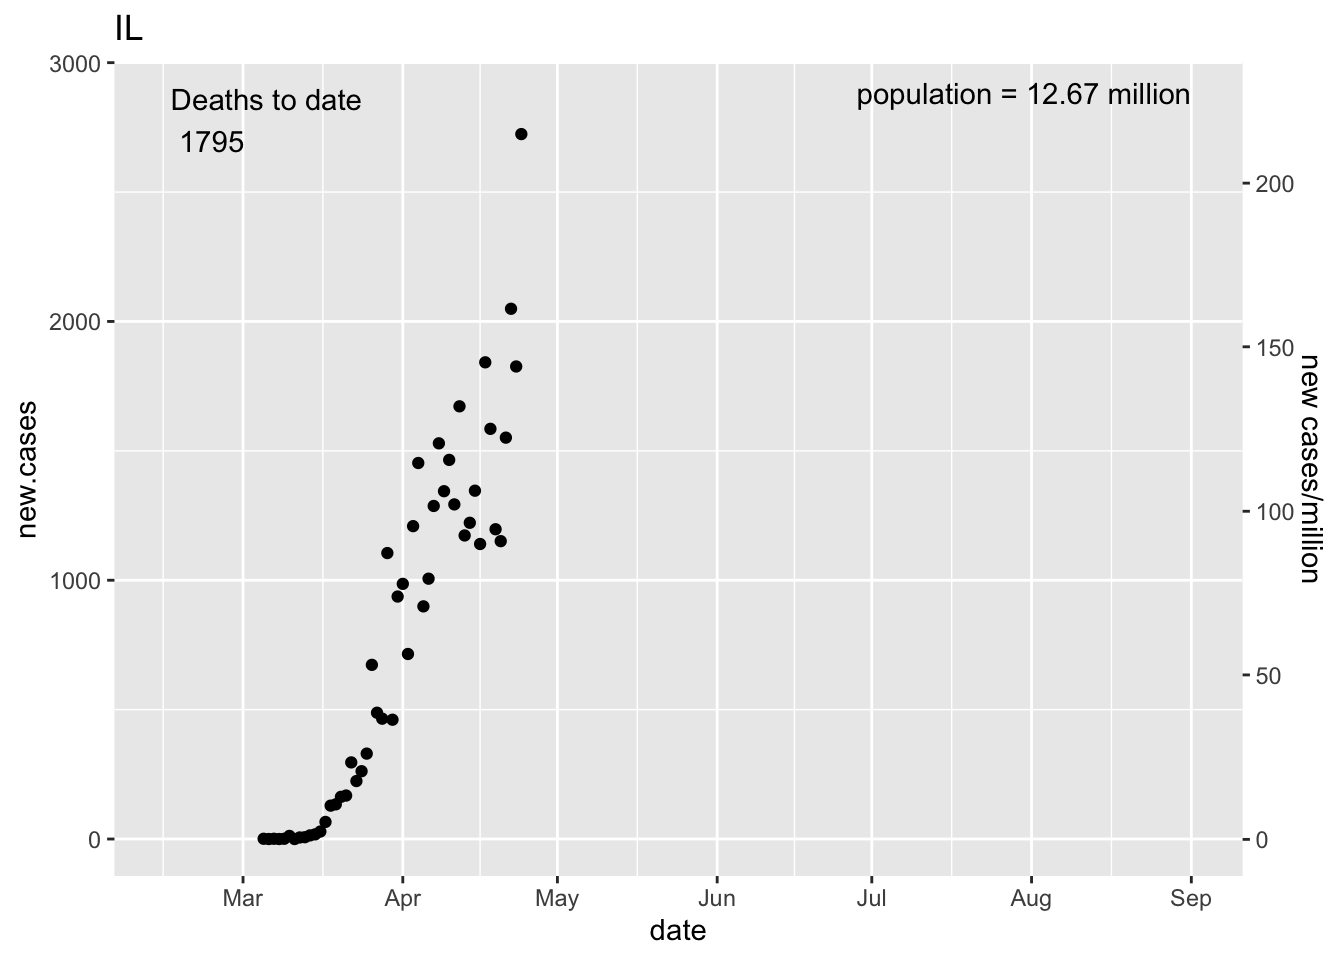 IL
3000
Deaths to date
1795
population = 12.67 million
200
2000
150
new.cases
new cases/million
100
1000
50
0
0
Mar Apr May Jun Jul Aug Sep
date